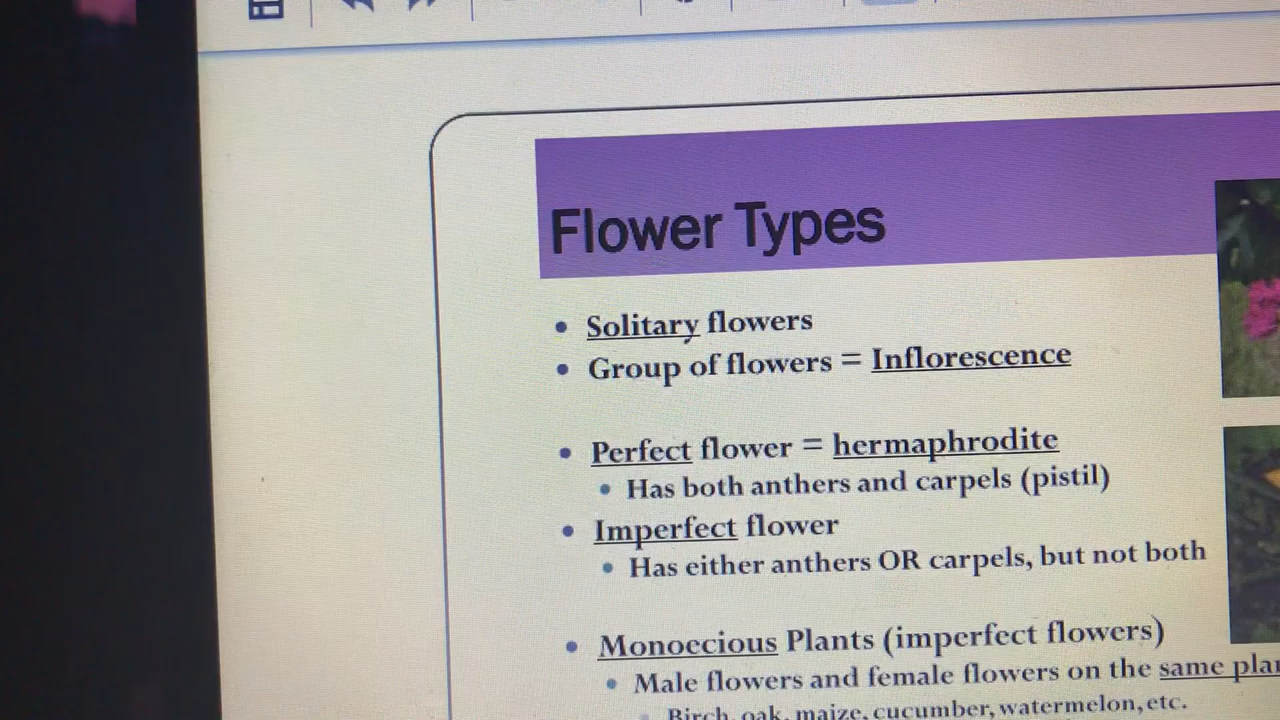 Flower Types
Solitary flowers
Group of flowers = Inflorescence
Perfect flower = hermaphrodite
Has both anthers and carpels (pistil)
Imperfect flower
Has either anthers OR carpels, but not both
Monoecious Plants (imperfect flowers)
Male flowers and female flowers on the same
Birch, oak, maize, cucumber, watermelon, etc.